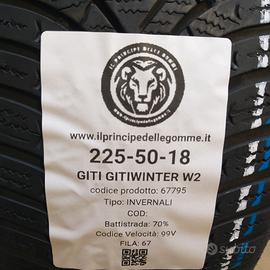 IL PRINCIPE DELLE GOMME
www.ilprincipedellegomme.it
225-50-18
GITI GITIWINTER W2
codice prodotto: 67795
Tipo: INVERNALI
COD:
Battistrada: 70%
Codice Velocità: 99V
FILA: 67
subito